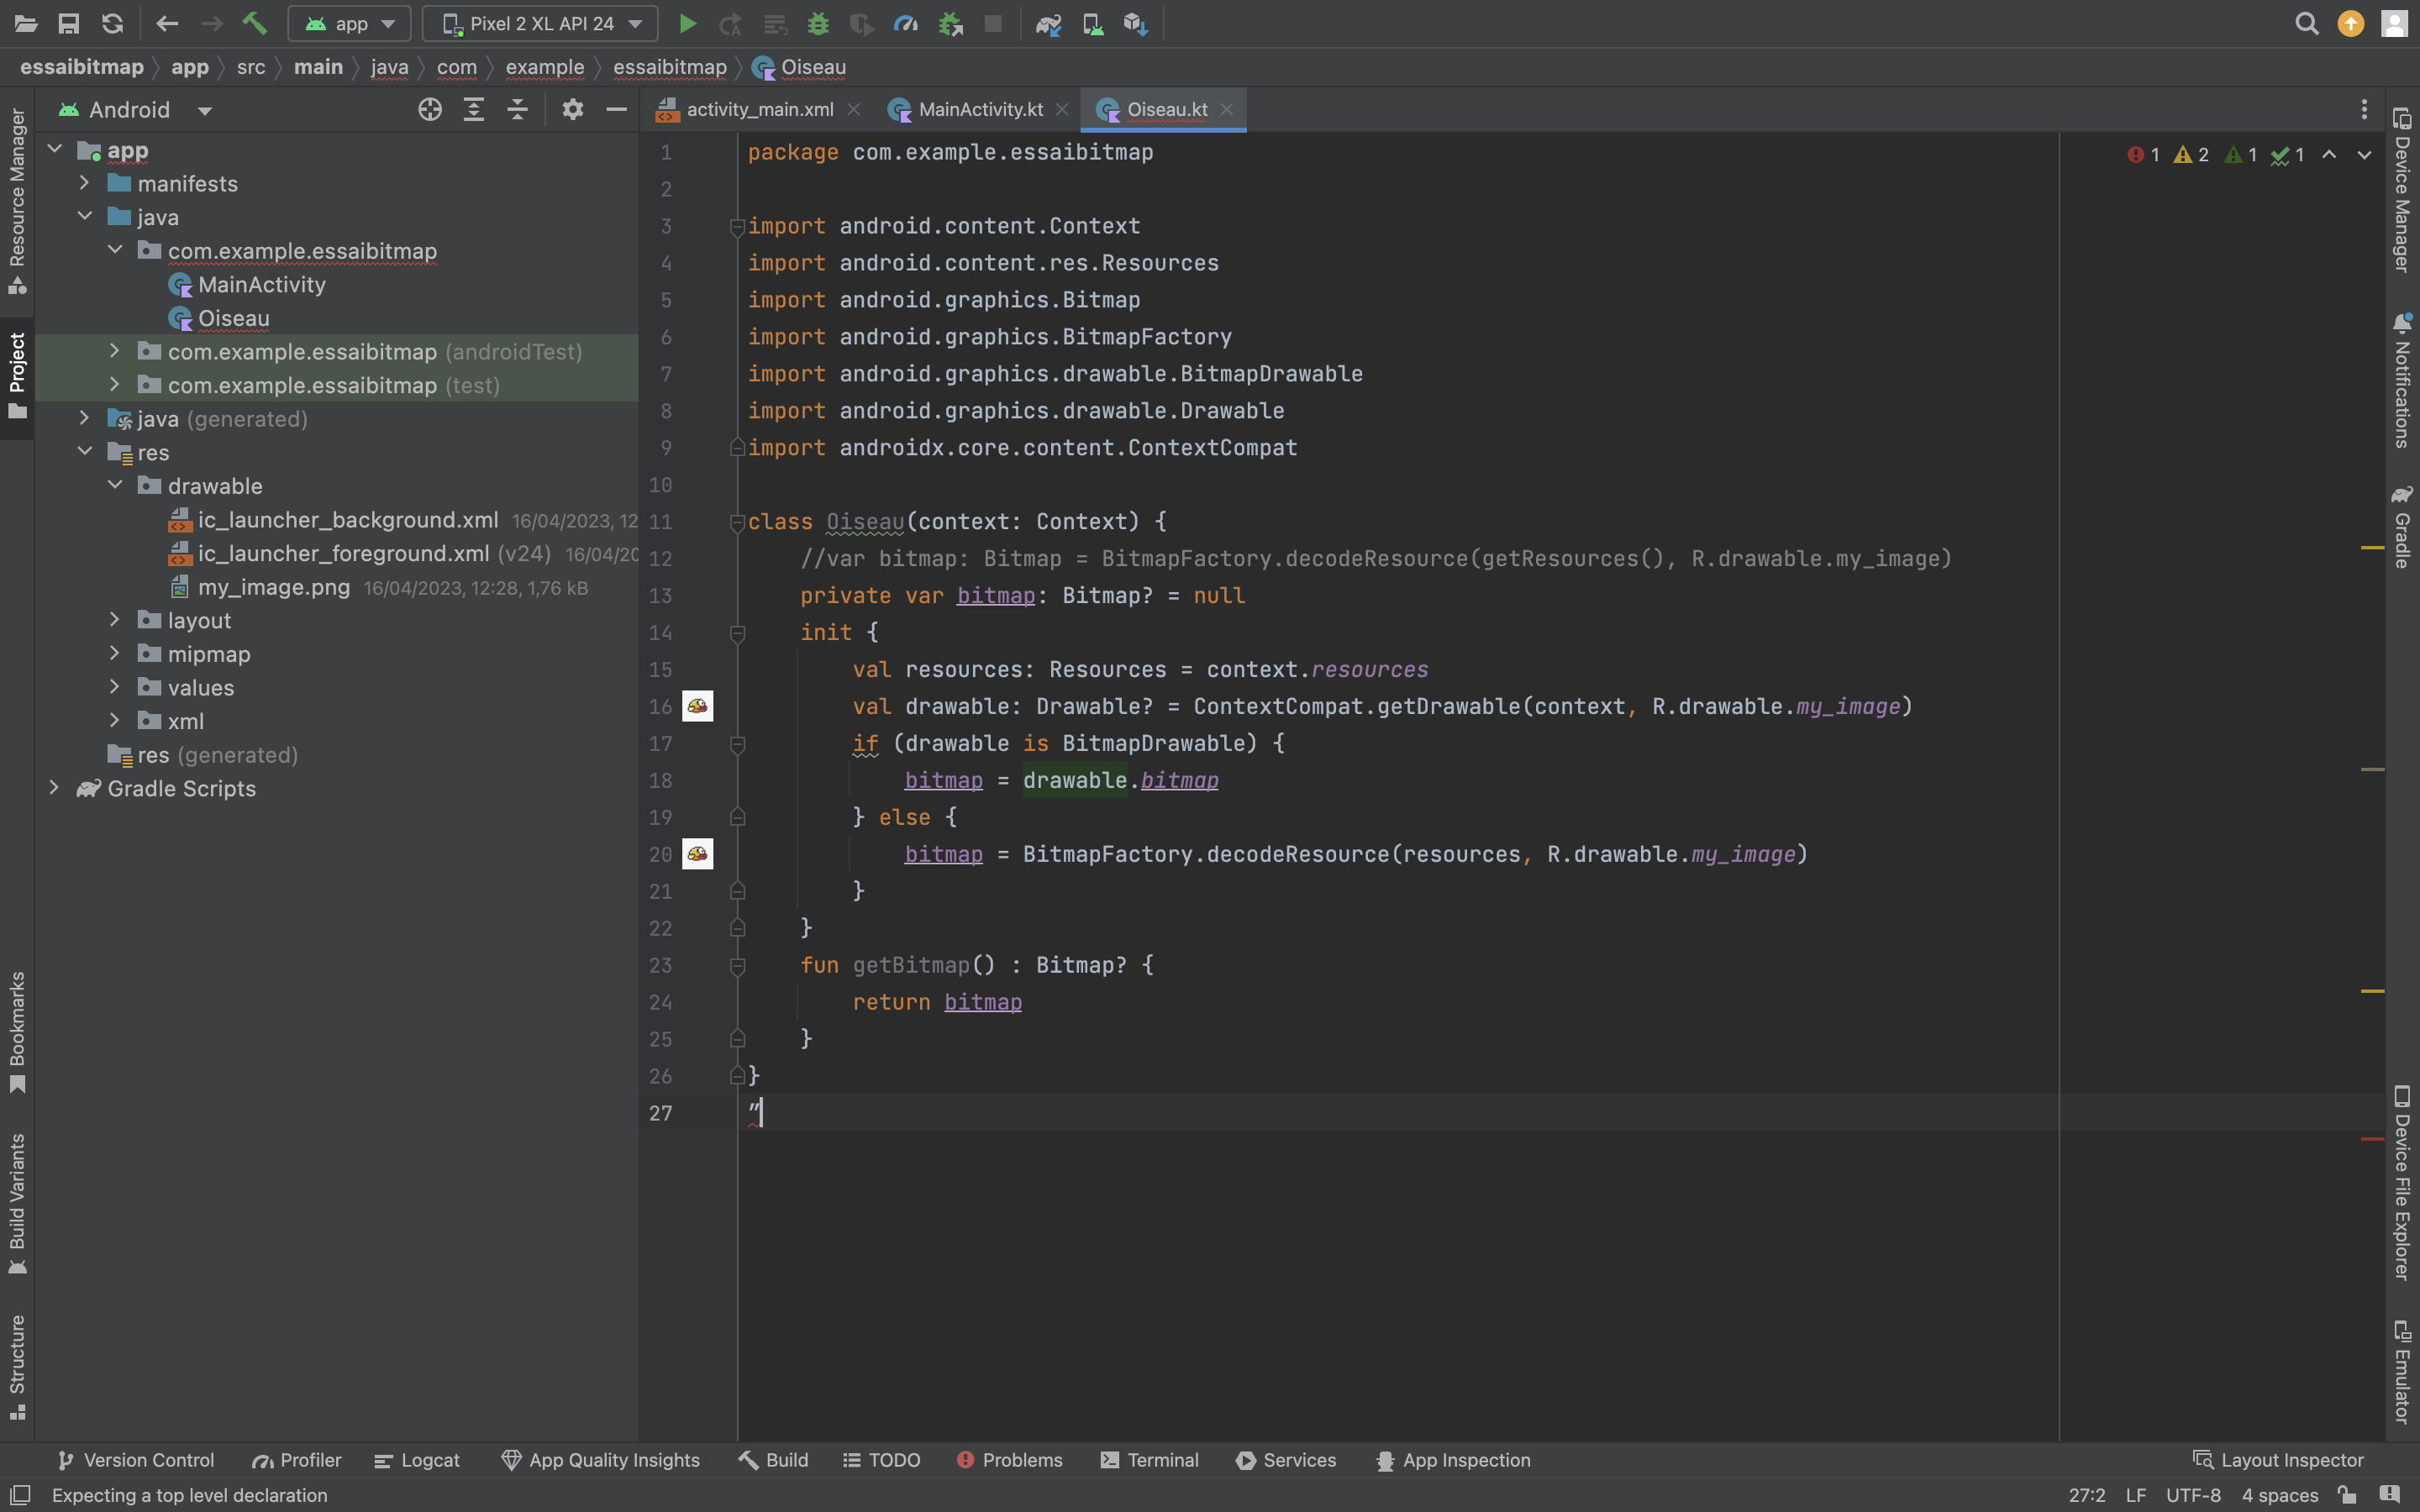 app
Pixel 2 XL API 24
essaibitmap
app
src
main
java
com
example
essaibitmap
Oiseau
Android
activity_main.xml
MainActivity.kt
Oiseau.kt
Resource Manager
Project
Bookmarks
Build Variants
Structure
app
manifests
java
com.example.essaibitmap
MainActivity
Oiseau
com.example.essaibitmap (androidTest)
com.example.essaibitmap (test)
java (generated)
res
drawable
ic_launcher_background.xml 16/04/2023, 12
ic_launcher_foreground.xml (v24) 16/04/20
my_image.png 16/04/2023, 12:28, 1,76 kB
layout
mipmap
values
xml
res (generated)
Gradle Scripts
1 package com.example.essaibitmap
2
3 import android.content.Context
4 import android.content.res.Resources
5 import android.graphics.Bitmap
6 import android.graphics.BitmapFactory
7 import android.graphics.drawable.BitmapDrawable
8 import android.graphics.drawable.Drawable
9 import androidx.core.content.ContextCompat
10
11 class Oiseau(context: Context) {
12 //var bitmap: Bitmap = BitmapFactory.decodeResource(getResources(), R.drawable.my_image)
13 private var bitmap: Bitmap? = null
14 init {
15 val resources: Resources = context.resources
16 val drawable: Drawable? = ContextCompat.getDrawable(context, R.drawable.my_image)
17 if (drawable is BitmapDrawable) {
18 bitmap = drawable.bitmap
19 } else {
20 bitmap = BitmapFactory.decodeResource(resources, R.drawable.my_image)
21 }
22 }
23 fun getBitmap() : Bitmap? {
24 return bitmap
25 }
26 }
27 "
1 2 1 1
Device Manager
Notifications
Gradle
Device File Explorer
Emulator
Version Control
Profiler
Logcat
App Quality Insights
Build
TODO
Problems
Terminal
Services
App Inspection
Layout Inspector
Expecting a top level declaration
27:2 LF UTF-8 4 spaces